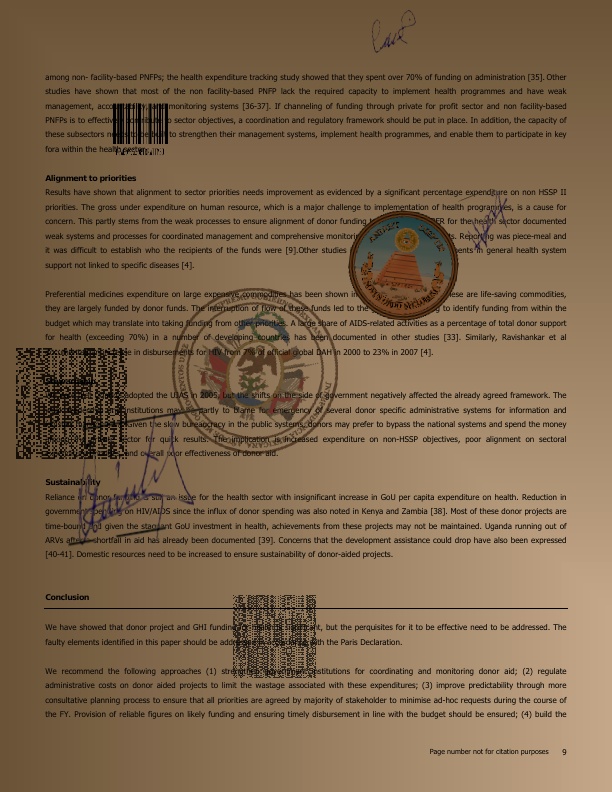 among non- facility-based PNFPs; the health expenditure tracking study showed that they spent over 70% of funding on administration [35]. Other
studies have shown that most of the non facility-based PNFP lack the required capacity to implement health programmes and have weak
management, and monitoring systems [36-37]. If channeling of funding through private for profit sector and non facility-based
PNFPs is to effectively to sector objectives, a coordination and regulatory framework should be put in place. In addition, the capacity of
these subsectors needs to be built to strengthen their management systems, implement health programmes, and enable them to participate in key
fora within the health sector.
Alignment to priorities
Results have shown that alignment to sector priorities needs improvement as evidenced by a significant percentage expenditure on non HSSP II
priorities. The gross under expenditure on human resource, which is a major challenge to implementation of health programmes, is a cause for
concern. This partly stems from the weak processes to ensure alignment of donor funding for the health sector documented
weak systems and processes for coordinated management and comprehensive monitoring Reporting was piece-meal and
it was difficult to establish who the recipients of the funds were [9].Other studies in general health system
support not linked to specific diseases [4].
Preferential medicines expenditure on large expensive commodities has been shown in these are life-saving commodities,
they are largely funded by donor funds. The interruption of flow of these funds led to the to identify funding from within the
budget which may translate into taking funding from other priorities. A large share of AIDS-related activities as a percentage of total donor support
for health (exceeding 70%) in a number of developing countries has been documented in other studies [33]. Similarly, Ravishankar et al
in disbursements for HIV from 7% of official global DAH in 2000 to 23% in 2007 [4].
adopted the UJAS in 2005, but the shifts on the side of government negatively affected the agreed framework. The
institutions may be partly to blame for emergency of several donor specific administrative systems for information and
Given the slow bureaucracy in the public systems, donors may prefer to bypass the national systems and spend the money
sector for quick results. The implication is increased expenditure on non-HSSP objectives, poor alignment on sectoral
and overall poor effectiveness of donor aid.
Sustainability
Reliance on donor funding is still an issue for the health sector with insignificant increase in GoU per capita expenditure on health. Reduction in
government spending on HIV/AIDS since the influx of donor spending was also noted in Kenya and Zambia [38]. Most of these donor projects are
time-bound and given the stagnant GoU investment in health, achievements from these projects may not be maintained. Uganda running out of
ARVs after a shortfall in aid has already been documented [39]. Concerns that the development assistance could drop have also been expressed
[40-41]. Domestic resources need to be increased to ensure sustainability of donor-aided projects.
Conclusion
We have showed that donor project and GHI funding significant, but the perquisites for it to be effective need to be addressed. The
faulty elements identified in this paper should be addressed in accordance with the Paris Declaration.
We recommend the following approaches (1) strengthen government institutions for coordinating and monitoring donor aid; (2) regulate
administrative costs on donor aided projects to limit the wastage associated with these expenditures; (3) improve predictability through more
consultative planning process to ensure that all priorities are agreed by majority of stakeholder to minimise ad-hoc requests during the course of
the FY. Provision of reliable figures on likely funding and ensuring timely disbursement in line with the budget should be ensured; (4) build the
Page number not for citation purposes 9